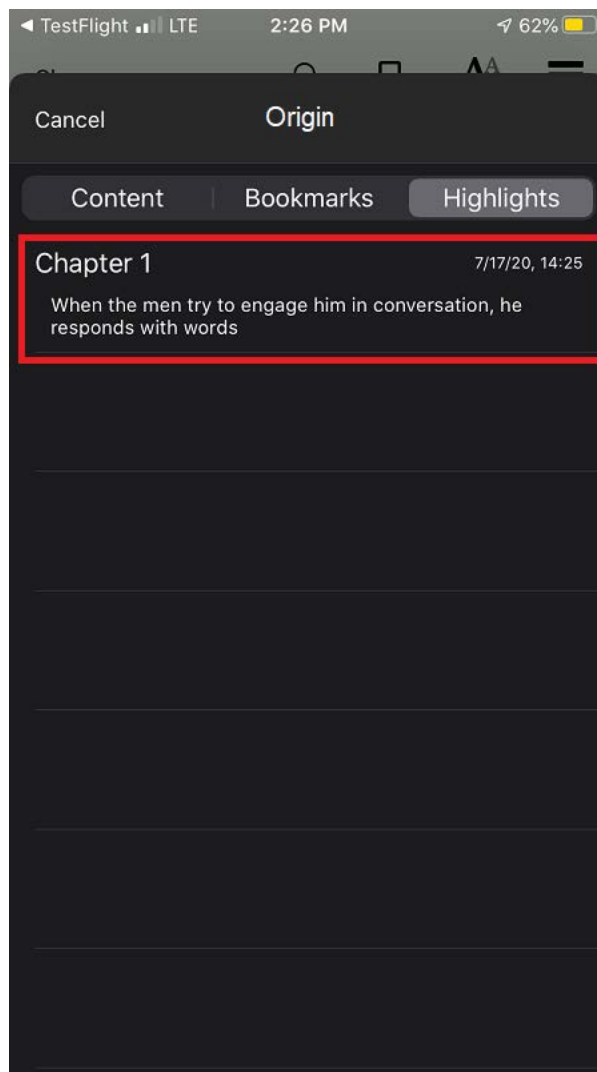 ◄ TestFlight LTE 2:26 PM 62%
AA
Cancel Origin
Content Bookmarks Highlights
Chapter 1 7/17/20, 14:25
When the men try to engage him in conversation, he
responds with words